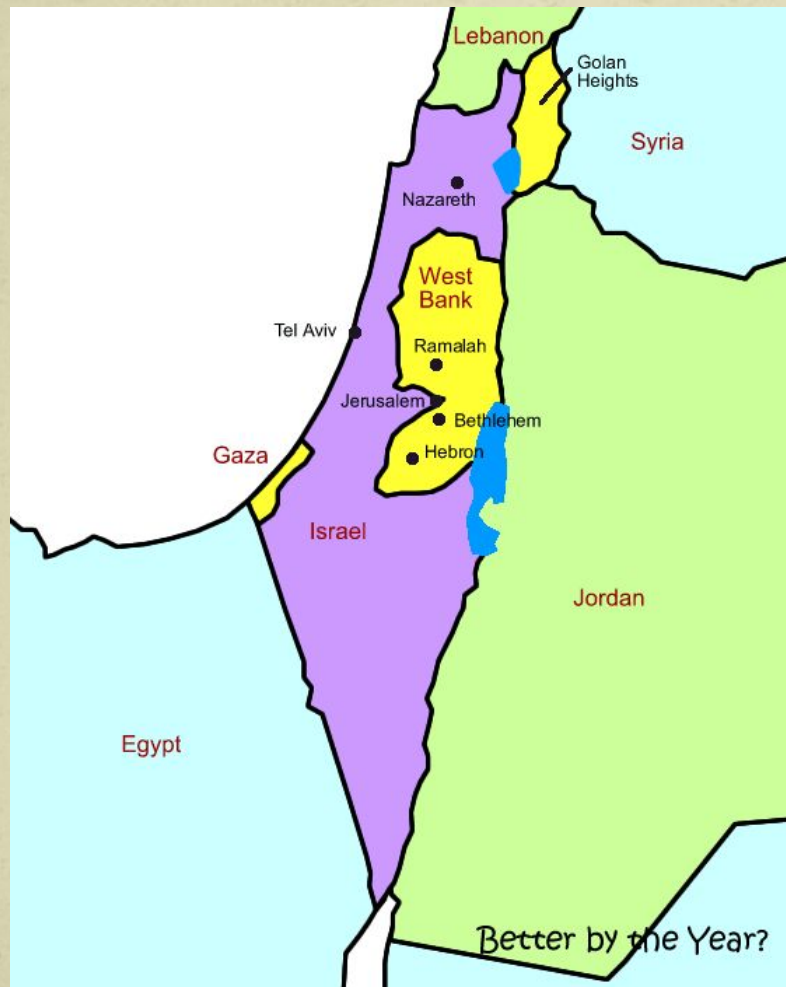 Lebanon
Golan
Heights
Syria
Nazareth
West
Bank
Tel Aviv
Ramalah
Jerusalem
Bethlehem
Hebron
Gaza
Israel
Jordan
Egypt
Better by the Year?